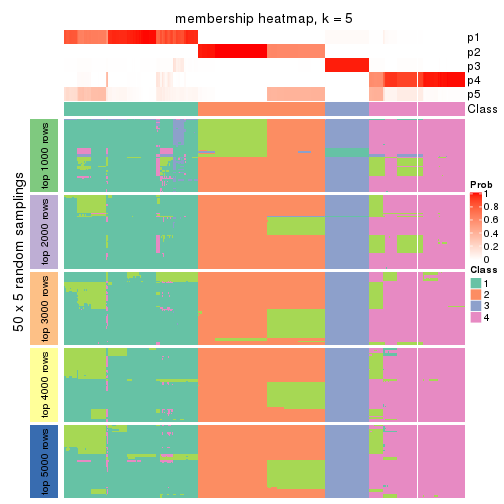 membership heatmap, k = 5
p1
p2
p3
p4
p5
Class
50 x 5 random samplings
top 1000 rows
top 2000 rows
top 3000 rows
top 4000 rows
top 5000 rows
Prob
1
0.8
0.6
0.4
0.2
0
Class
1
2
3
4